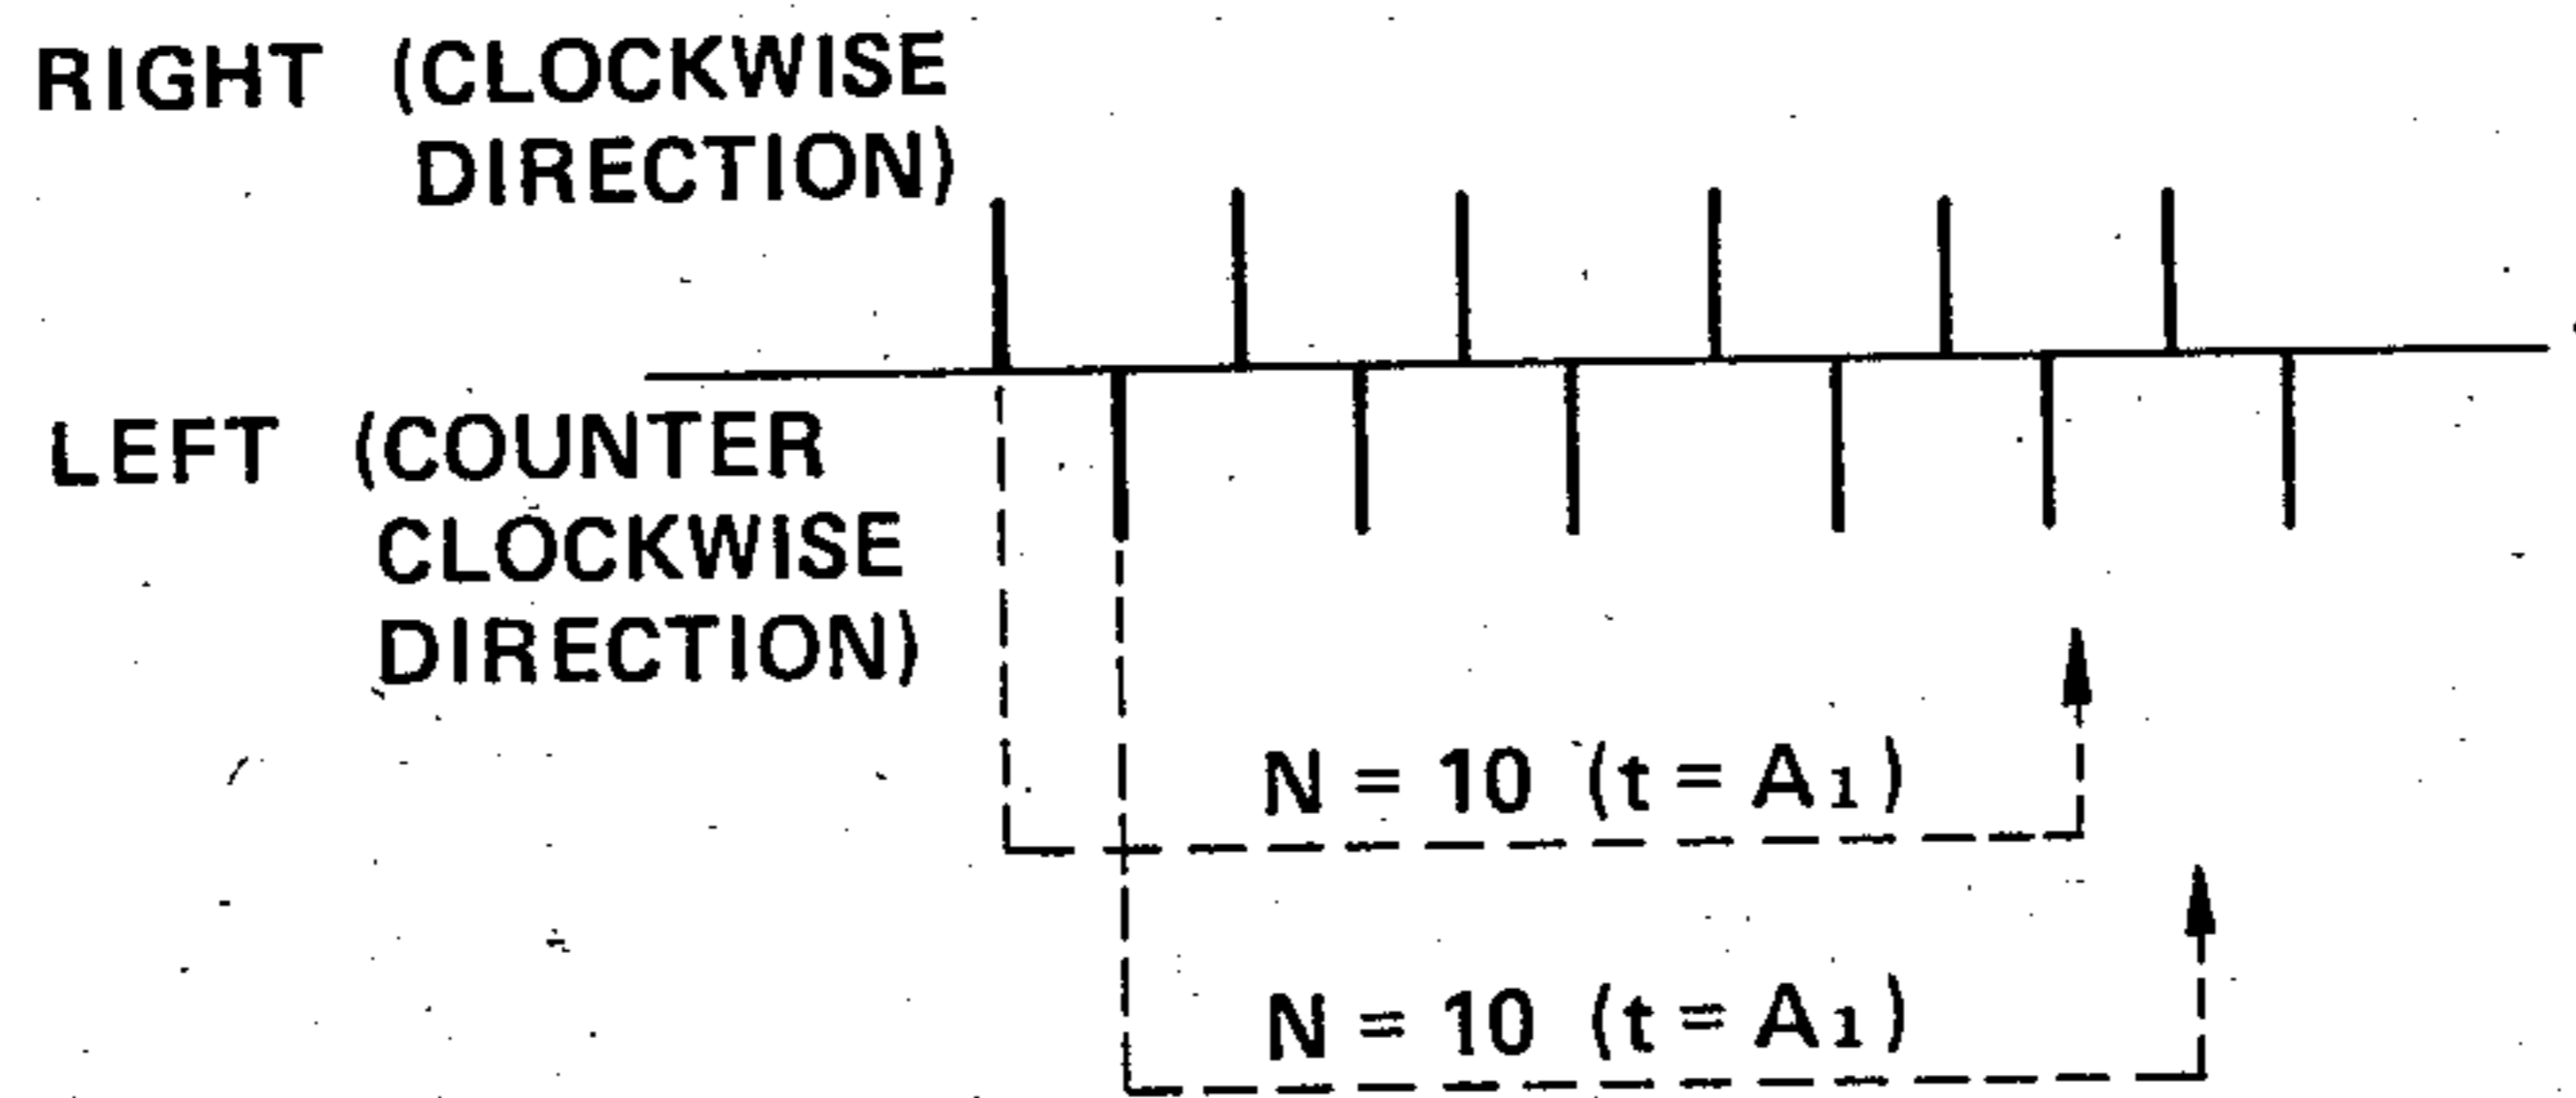 RIGHT (CLOCKWISE
DIRECTION)
LEFT (COUNTER
CLOCKWISE
DIRECTION)
N = 10 (t = A₁)
N = 10 (t = A₁)